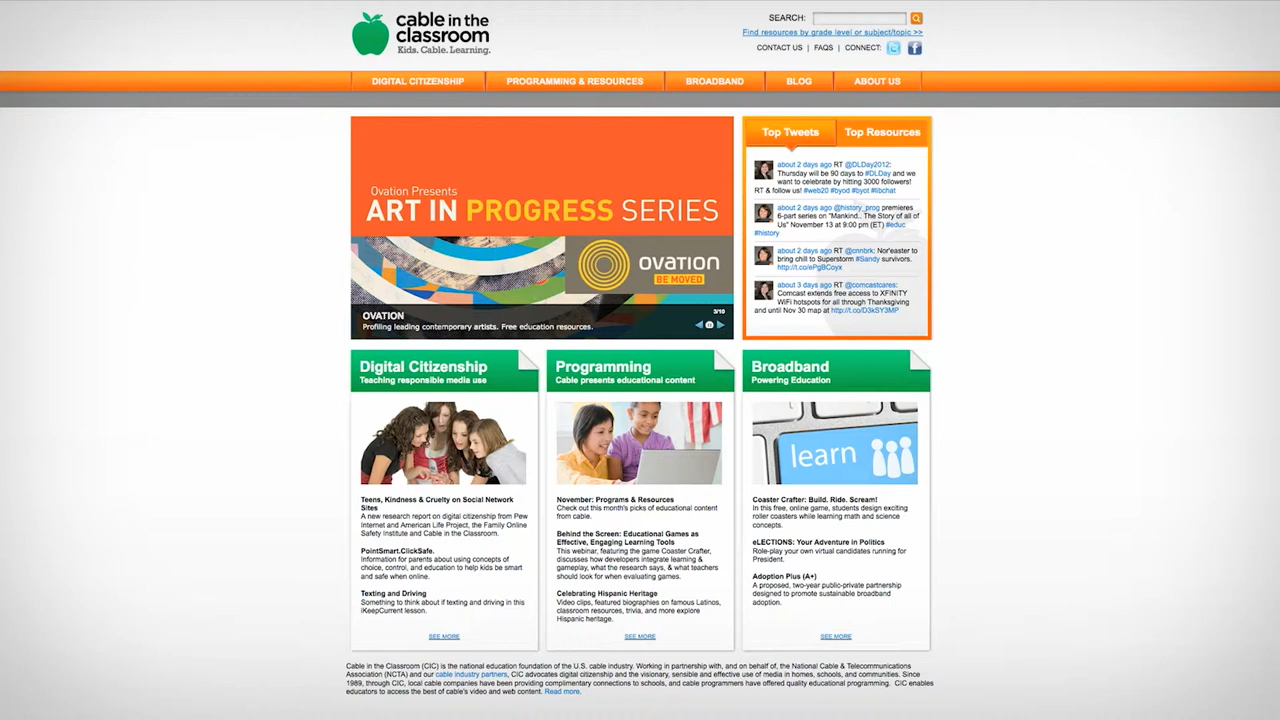 cable in the
classroom
Kids. Cable. Learning.
SEARCH:
Find resources by grade level or subject/topic >>
CONTACT US | FAQS | CONNECT:
DIGITAL CITIZENSHIP
PROGRAMMING & RESOURCES
BROADBAND
BLOG
ABOUT US
Ovation Presents
ART IN PROGRESS SERIES
OVATION
BE MOVED
OVATION
3/10
Profiling leading contemporary artists. Free education resources.
Top Tweets
Top Resources
about 2 days ago RT @DLDay2012:
Thursday will be 90 days to #DLDay and we
want to celebrate by hitting 3000 followers!
RT & follow us! #web20 #byod #byot #libchat
about 2 days ago @history_prog premieres
6-part series on "Mankind.. The Story of all of
Us" November 13 at 9:00 pm (ET) #educ
#history
about 2 days ago RT @cnnbrk: Nor'easter to
bring chill to Superstorm #Sandy survivors.
http://t.co/ePgBCoyx
about 3 days ago RT @comcastcares:
Comcast extends free access to XFINITY
WiFi hotspots for all through Thanksgiving
and until Nov 30 map at http://t.co/D3kSY3MP
Digital Citizenship
Teaching responsible media use
Teens, Kindness & Cruelty on Social Network
Sites
A new research report on digital citizenship from Pew
Internet and American Life Project, the Family Online
Safety Institute and Cable in the Classroom.
PointSmart.ClickSafe.
Information for parents about using concepts of
choice, control, and education to help kids be smart
and safe when online.
Texting and Driving
Something to think about if texting and driving in this
iKeepCurrent lesson.
SEE MORE
Programming
Cable presents educational content
November: Programs & Resources
Check out this month's picks of educational content
from cable.
Behind the Screen: Educational Games as
Effective, Engaging Learning Tools
This webinar, featuring the game Coaster Crafter,
discusses how developers integrate learning &
gameplay, what the research says, & what teachers
should look for when evaluating games.
Celebrating Hispanic Heritage
Video clips, featured biographies on famous Latinos,
classroom resources, trivia, and more explore
Hispanic heritage.
SEE MORE
Broadband
Powering Education
learn
Coaster Crafter: Build. Ride. Scream!
In this free, online game, students design exciting
roller coasters while learning math and science
concepts.
eLECTIONS: Your Adventure in Politics
Role-play your own virtual candidates running for
President.
Adoption Plus (A+)
A proposed, two-year public-private partnership
designed to promote sustainable broadband
adoption.
SEE MORE
Cable in the Classroom (CIC) is the national education foundation of the U.S. cable industry. Working in partnership with, and on behalf of, the National Cable & Telecommunications
Association (NCTA) and our cable industry partners, CIC advocates digital citizenship and the visionary, sensible and effective use of media in homes, schools, and communities. Since
1989, through CIC, local cable companies have been providing complimentary connections to schools, and cable programmers have offered quality educational programming. CIC enables
educators to access the best of cable's video and web content. Read more.